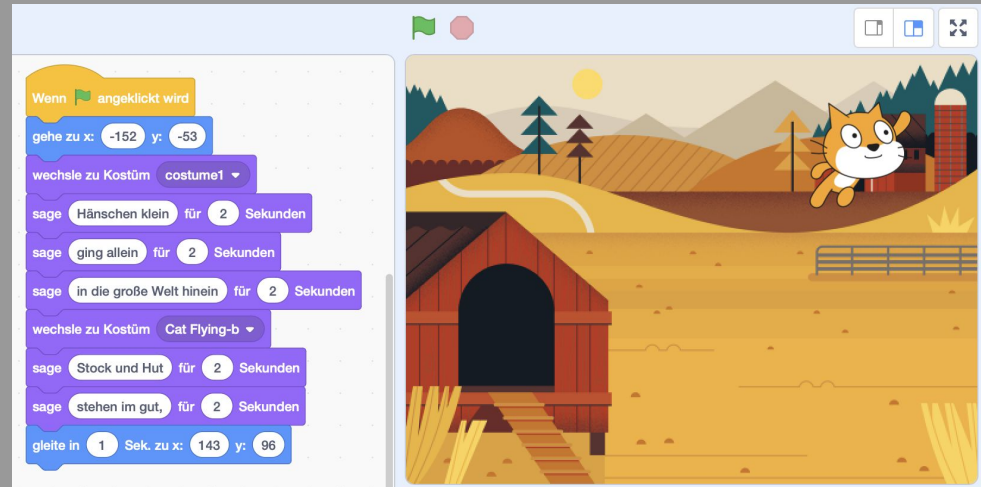 Wenn angeklickt wird
gehe zu x: -152 y: -53
wechsle zu Kostüm costume1
sage Hänschen klein für 2 Sekunden
sage ging allein für 2 Sekunden
sage in die große Welt hinein für 2 Sekunden
wechsle zu Kostüm Cat Flying-b
sage Stock und Hut für 2 Sekunden
sage stehen im gut, für 2 Sekunden
gleite in 1 Sek. zu x: 143 y: 96